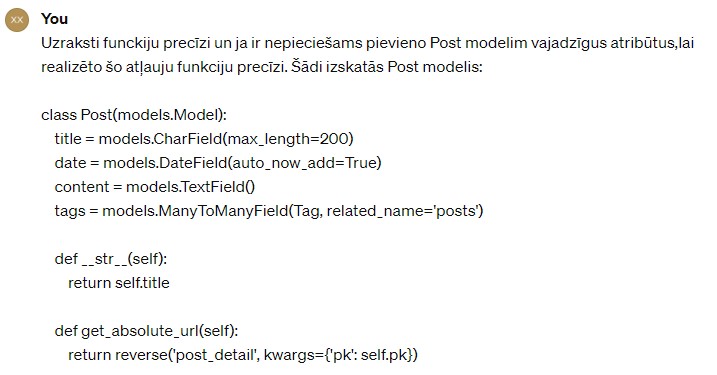 XX
You
Uzraksti funckiju precīzi un ja ir nepieciešams pievieno Post modelim vajadzīgus atribūtus,lai
realizēto šo atļauju funkciju precīzi. Šādi izskatās Post modelis:
class Post(models.Model):
    title = models.CharField(max_length=200)
    date = models.DateField(auto_now_add=True)
    content = models.TextField()
    tags = models.ManyToManyField(Tag, related_name='posts')
    def __str__(self):
        return self.title
    def get_absolute_url(self):
        return reverse('post_detail', kwargs={'pk': self.pk})